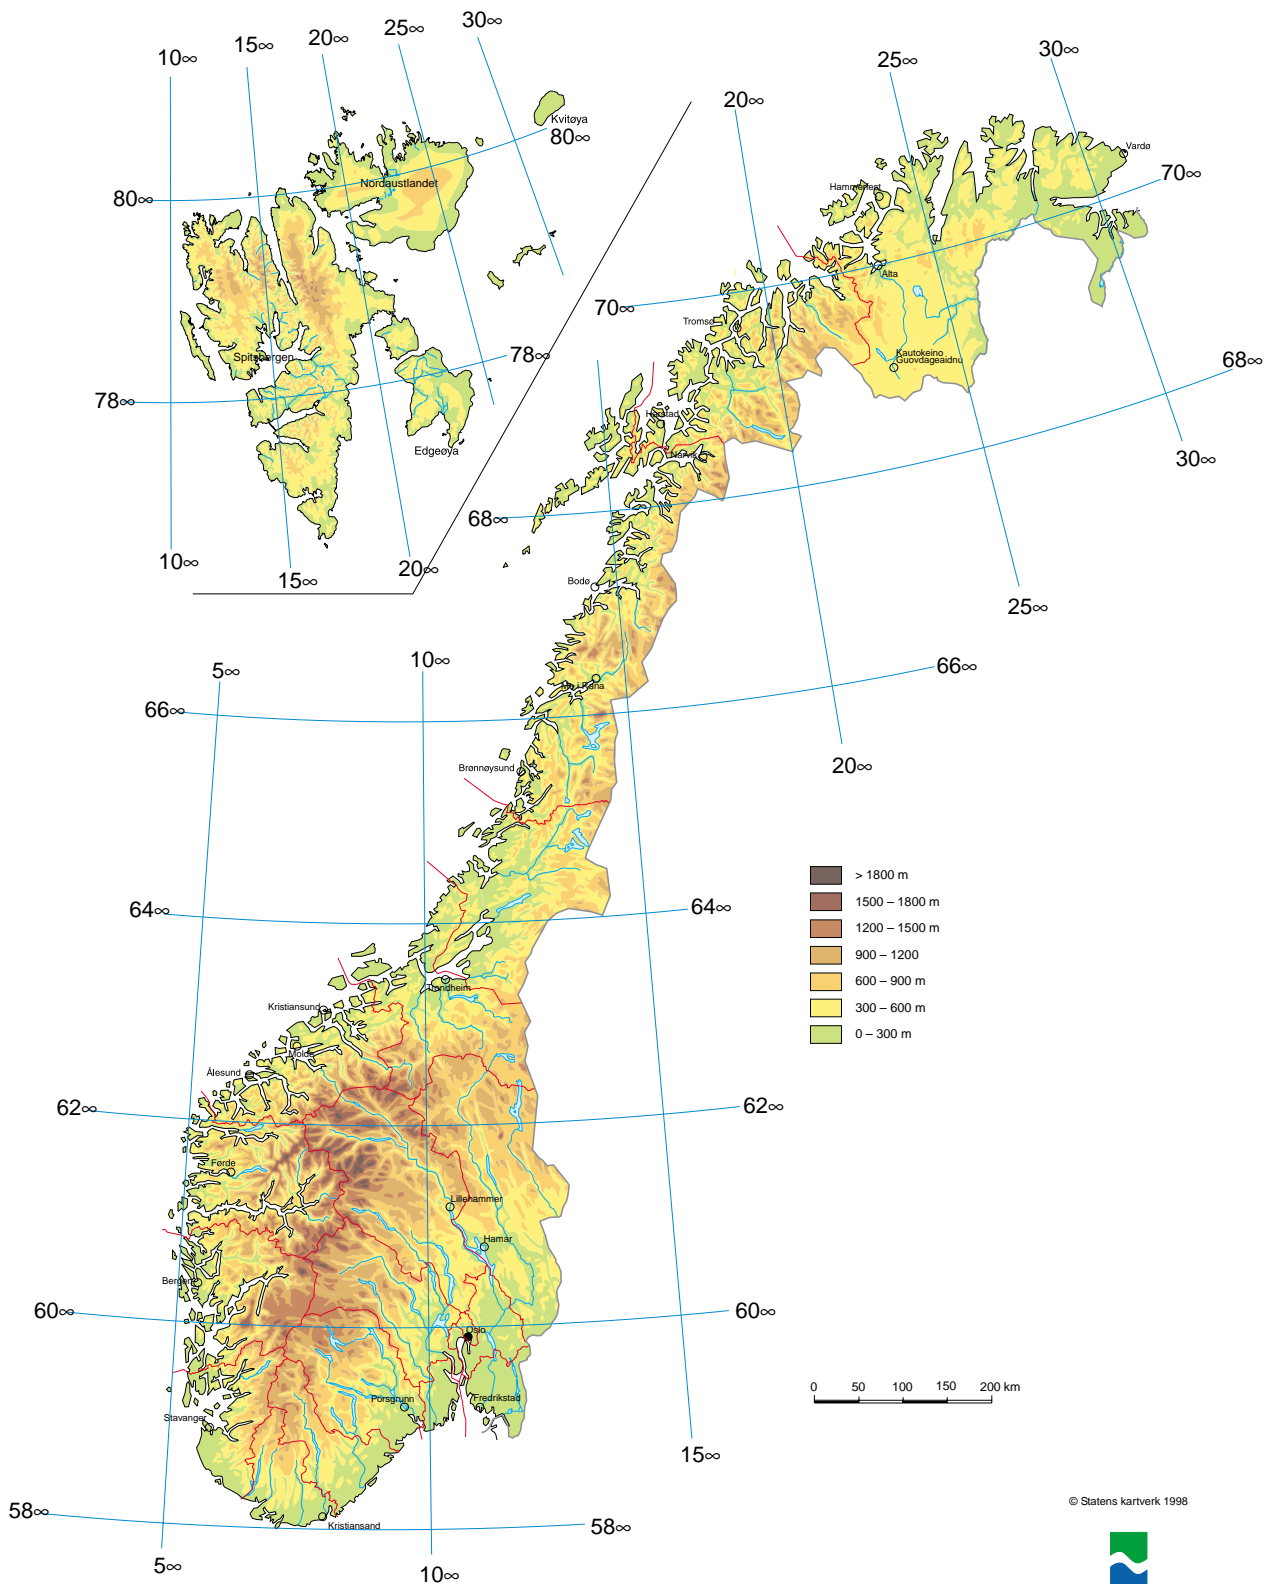 30∞
25∞
20∞
15∞
10∞
30∞
25∞
20∞
Kvitøya
80∞
Vardø
70∞
Nordaustlandet
Hammerfest
80∞
Alta
70∞
Tromsø
Spitsbergen
78∞
Kautokeino
Guovdageaidnu
68∞
78∞
Harstad
Edgeøya
Narvik
30∞
68∞
10∞
15∞
20∞
Bodø
25∞
10∞
5∞
66∞
Mo i Rana
66∞
Brønnøysund
20∞
> 1800 m
1500 – 1800 m
1200 – 1500 m
900 – 1200
600 – 900 m
300 – 600 m
0 – 300 m
64∞
64∞
Trondheim
Kristiansund
Molde
Ålesund
62∞
62∞
Førde
Lillehammer
Hamar
Bergen
60∞
60∞
Oslo
0 50 100 150 200 km
Porsgrunn
Fredrikstad
Stavanger
15∞
© Statens kartverk 1998
58∞
Kristiansand
58∞
5∞
10∞